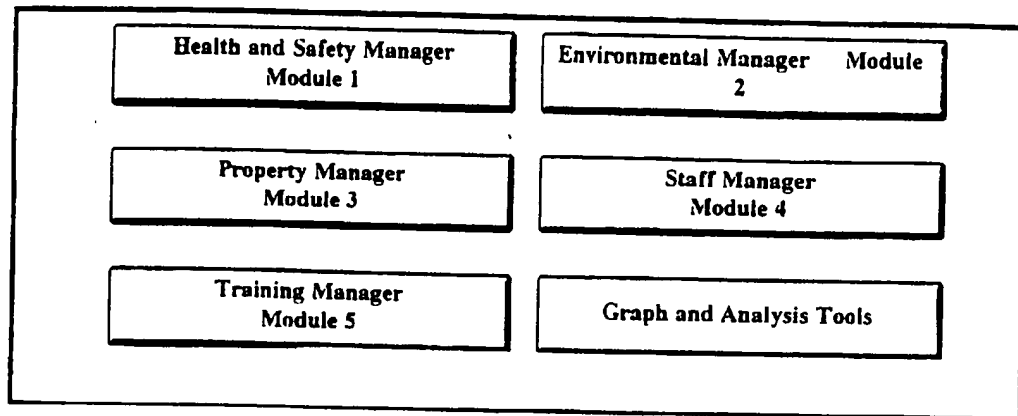 Health and Safety Manager
Module 1
Environmental Manager Module
2
Property Manager
Module 3
Staff Manager
Module 4
Training Manager
Module 5
Graph and Analysis Tools